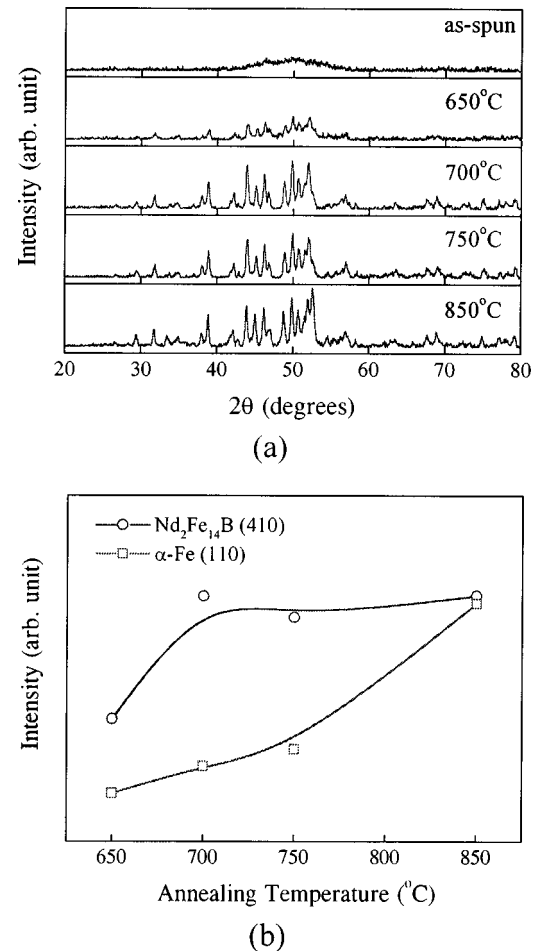 as-spun
650°C
700°C
750°C
850°C
Intensity (arb. unit)
20 30 40 50 60 70 80
2θ (degrees)
(a)
Nd₂Fe₁₄B (410)
α-Fe (110)
Intensity (arb. unit)
650 700 750 800 850
Annealing Temperature (°C)
(b)